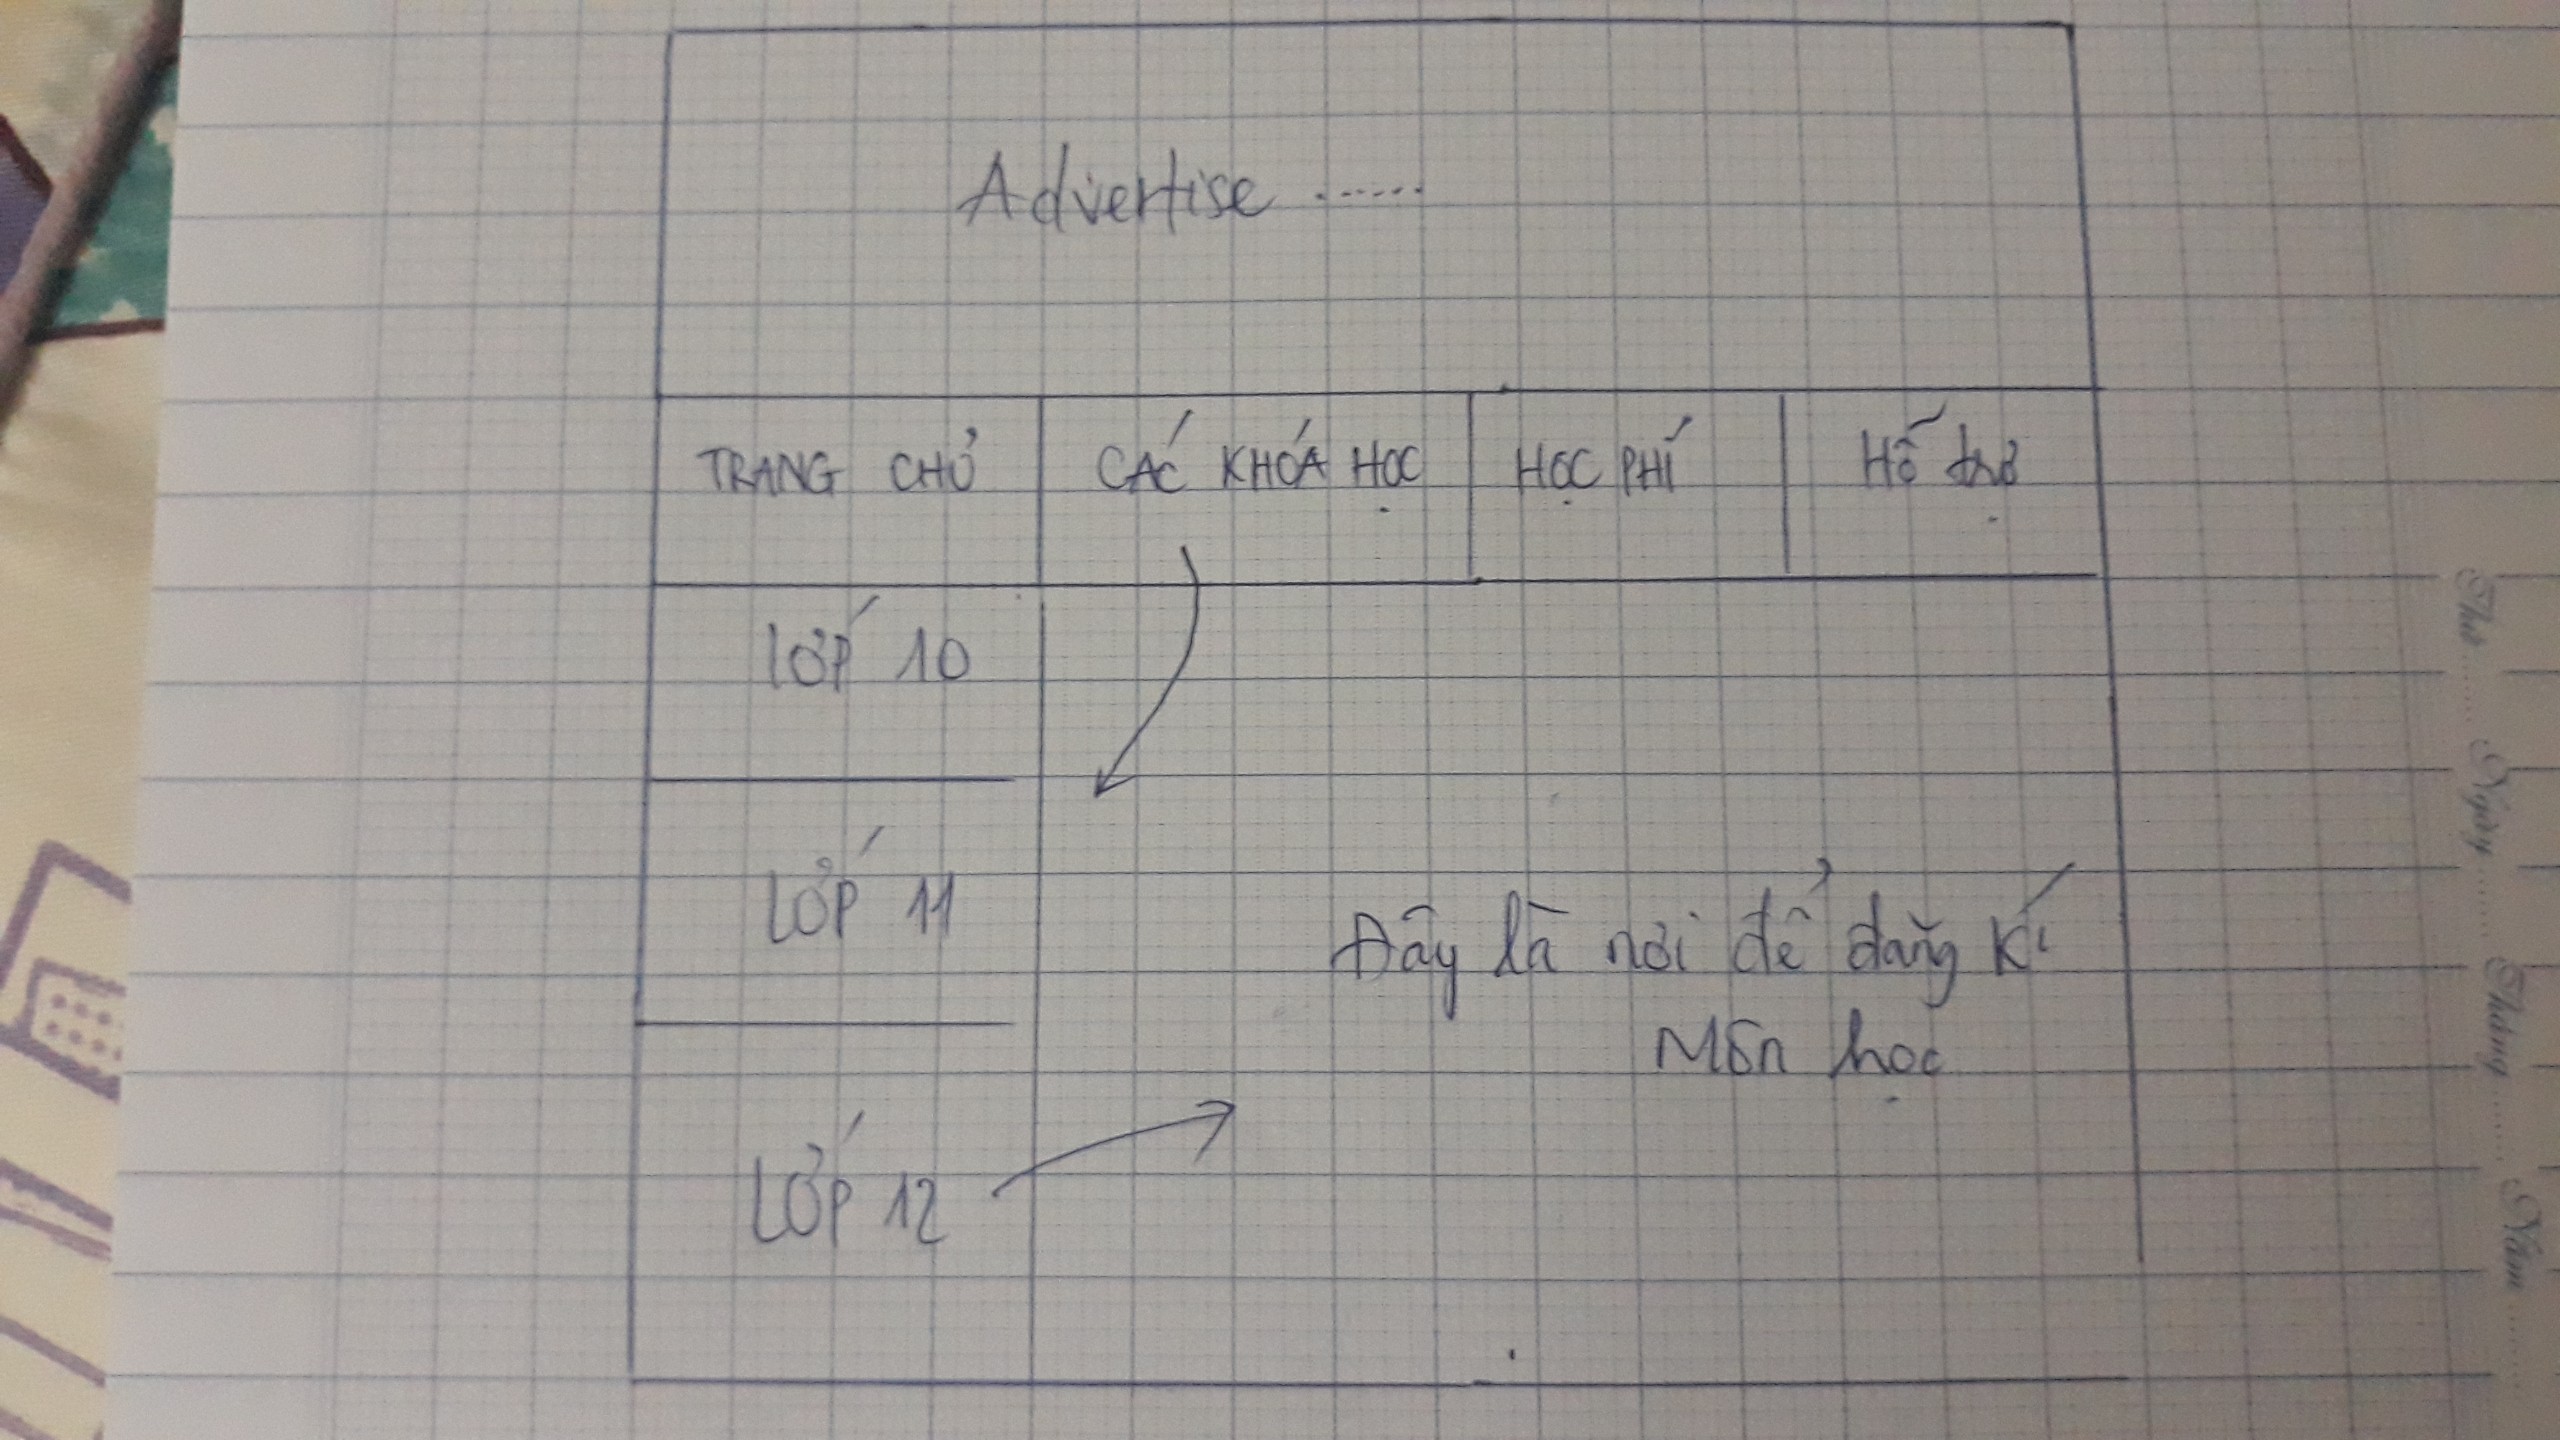 Advertise ......
TRANG CHỦ CÁC KHÓA HỌC HỌC PHÍ Hỗ trợ
LỚP 10
LỚP 11
Đây là nơi để đăng kí
Môn học
LỚP 12
Thứ ........ Ngày ........ Tháng ........ Năm ........